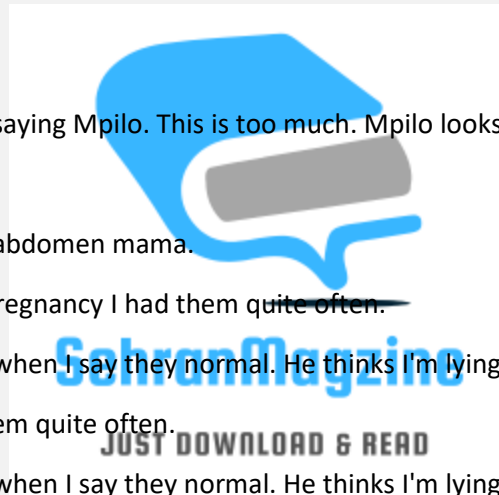 saying Mpilo. This is too much. Mpilo looks
abdomen mama.
regnancy I had them quite often.
when I say they normal. He thinks I'm lying
SohranMagzine
em quite often.
JUST DOWNLOAD & READ
when I say they normal. He thinks I'm lying